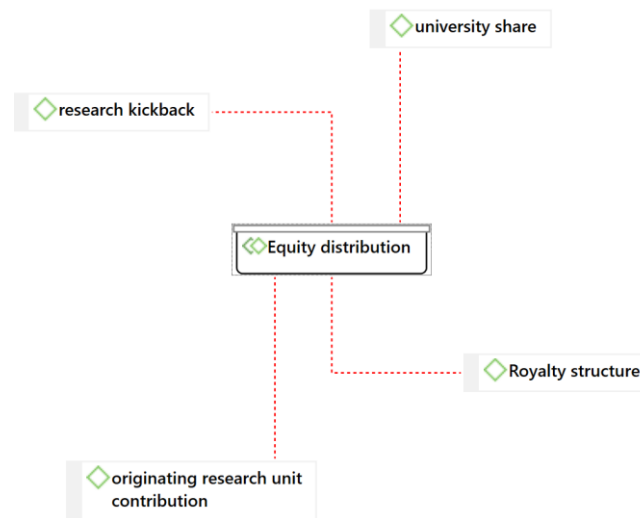 university share
research kickback
Equity distribution
Royalty structure
originating research unit
contribution